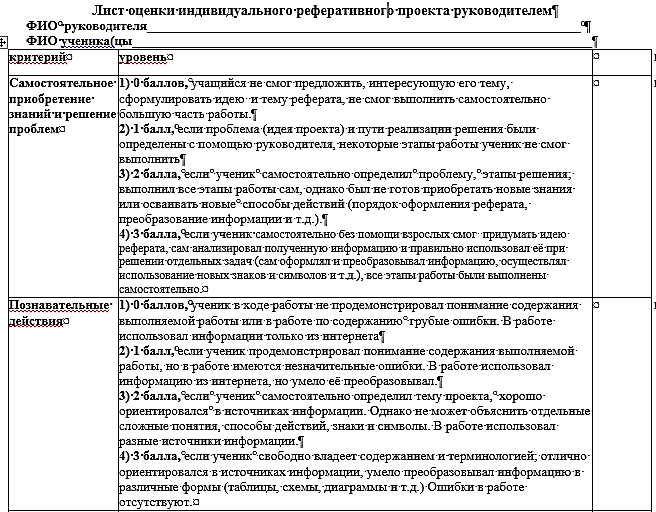 Лист оценки индивидуального реферативного проекта руководителем
ФИО руководителя
ФИО ученика(цы
критерий уровень
Самостоятельное приобретение знаний и решение проблем
1) 0 баллов, учащийся не смог предложить, интересующую его тему,
сформулировать идею и тему реферата, не смог выполнить самостоятельно
большую часть работы.
2) 1 балл, если проблема (идея проекта) и пути реализации решения были
определены с помощью руководителя, некоторые этапы работы ученик не смог
выполнить
3) 2 балла, если ученик самостоятельно определил проблему, этапы решения;
выполнил все этапы работы сам, однако был не готов приобретать новые знания
или осваивать новые способы действий (порядок оформления реферата,
преобразование информации и т.д.).
4) 3 балла, если ученик самостоятельно без помощи взрослых смог придумать идею
реферата, сам анализировал полученную информацию и правильно использовал её при
решении отдельных задач (сам оформлял и преобразовывал информацию, осуществлял
использование новых знаков и символов и т.д.), все этапы работы были выполнены
самостоятельно.
Познавательные действия
1) 0 баллов, ученик в ходе работы не продемонстрировал понимание содержания
выполняемой работы или в работе по содержанию грубые ошибки. В работе
использовал информации только из интернета
2) 1 балл, если ученик продемонстрировал понимание содержания выполняемой
работы, но в работе имеются незначительные ошибки. В работе использовал
информацию из интернета, но умело её преобразовывал.
3) 2 балла, если ученик самостоятельно определил тему проекта, хорошо
ориентировался в источниках информации. Однако не может объяснить отдельные
сложные понятия, способы действий, знаки и символы. В работе использовал
разные источники информации.
4) 3 балла, если ученик свободно владеет содержанием и терминологией; отлично
ориентировался в источниках информации, умело преобразовывал информацию в
различные формы (таблицы, схемы, диаграммы и т.д.) Ошибки в работе
отсутствуют.